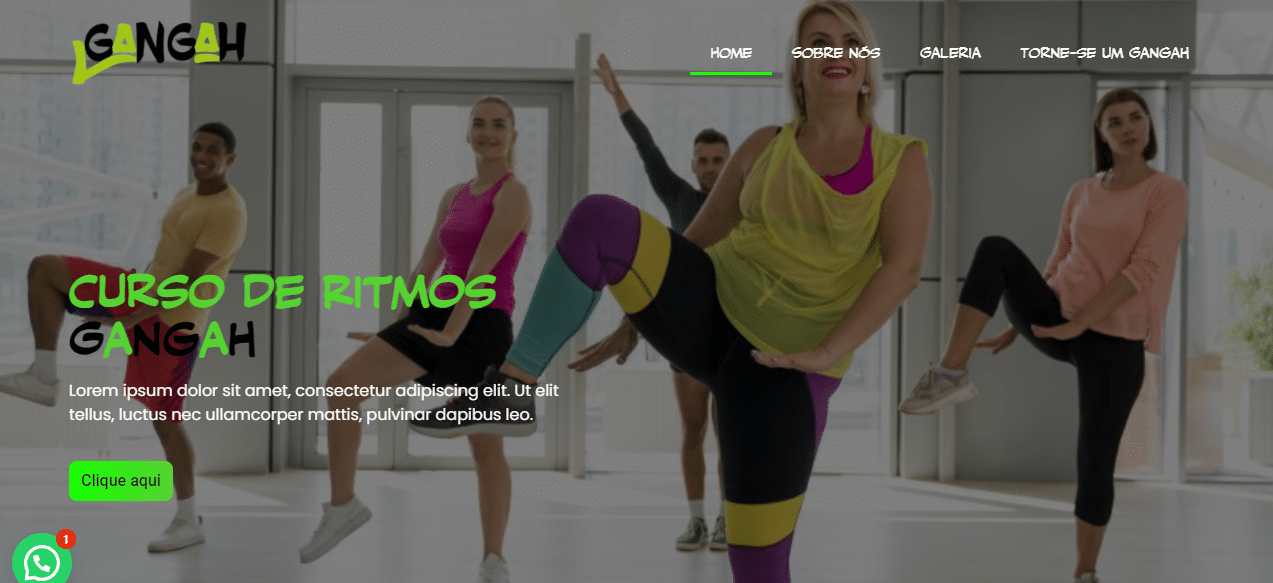 GANGAH
HOME SOBRE NÓS GALERIA TORNE-SE UM GANGAH
CURSO DE RITMOS
GANGAH
Lorem ipsum dolor sit amet, consectetur adipiscing elit. Ut elit
tellus, luctus nec ullamcorper mattis, pulvinar dapibus leo.
Clique aqui
1